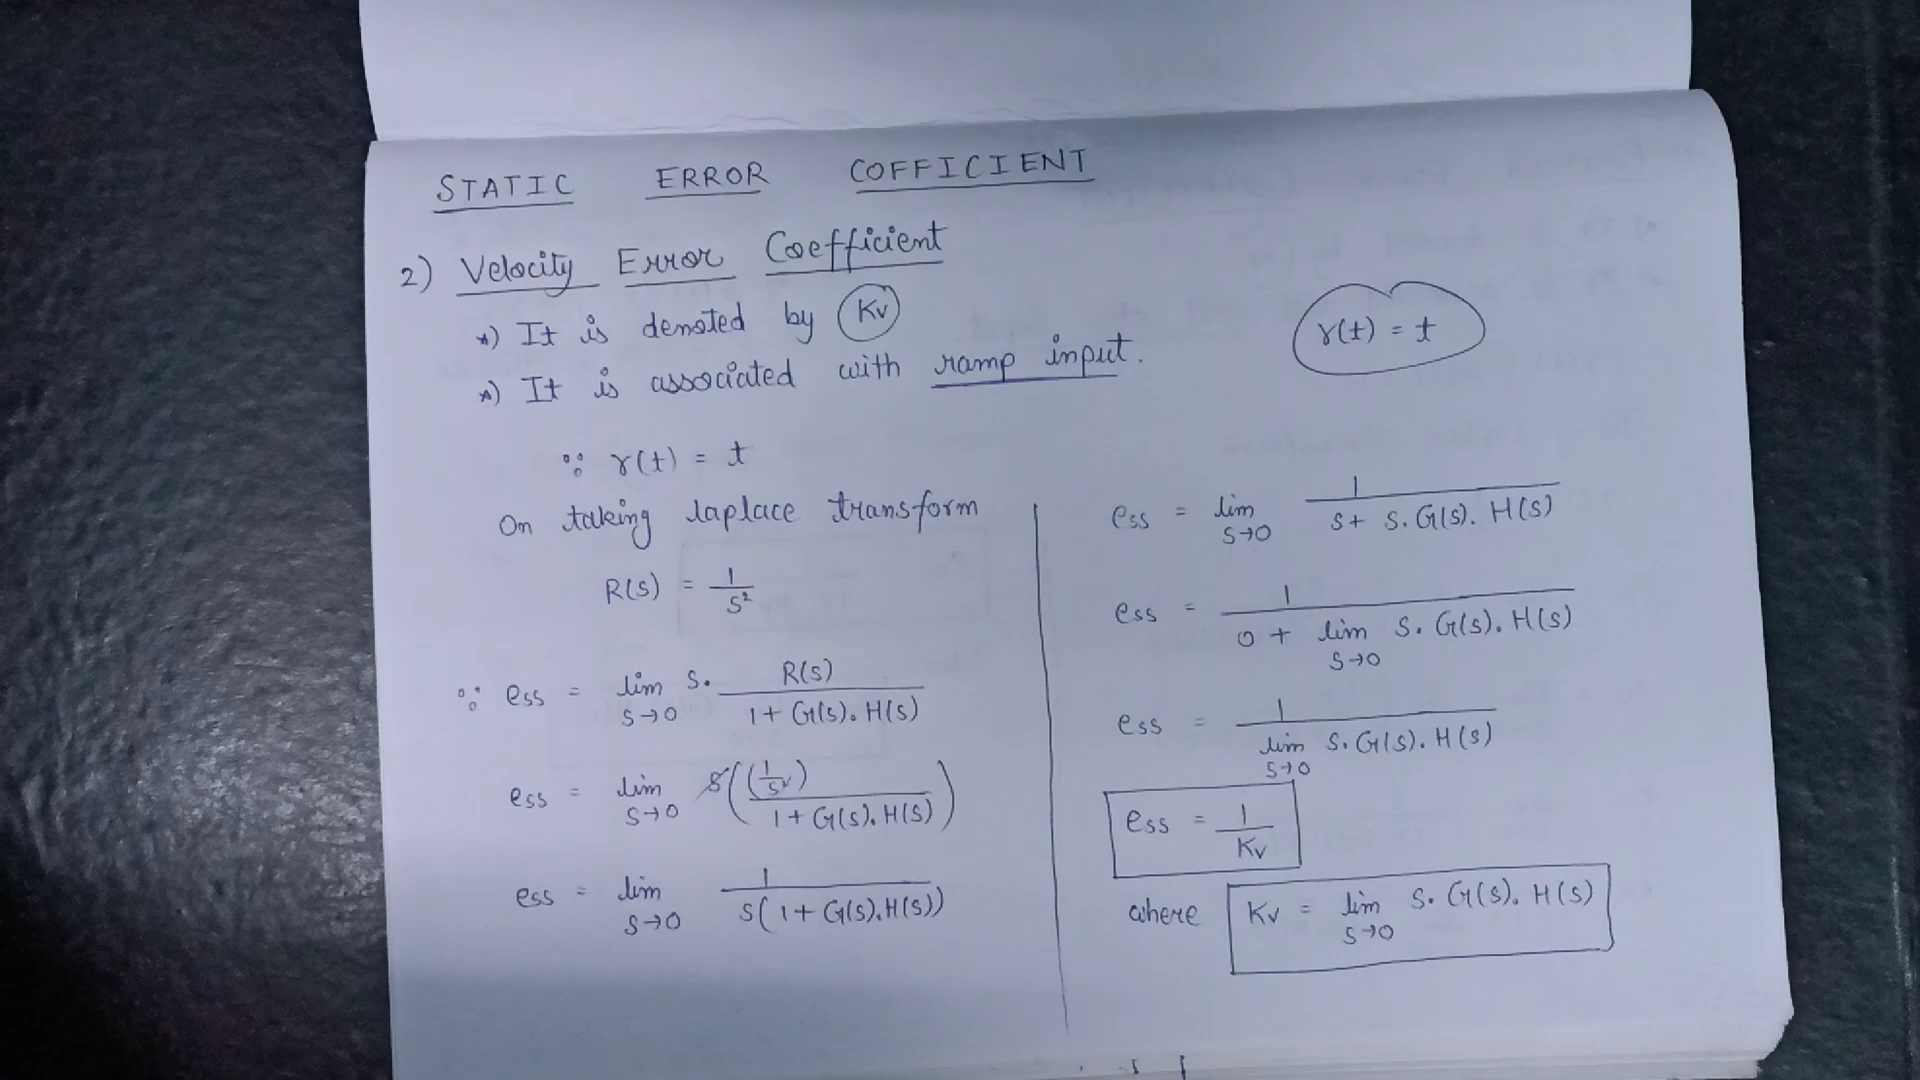 STATIC ERROR COFFICIENT
2) Velocity Error Coefficient
*) It is denoted by Kv
*) It is associated with ramp input.
r(t) = t
∵ r(t) = t
On taking laplace transform
R(s) = 1/s²
∵ ess = lim s→0 s. R(s)/(1 + G(s). H(s))
ess = lim s→0 s((1/s²)/(1 + G(s). H(s)))
ess = lim s→0 1/(s(1 + G(s). H(s)))
ess = lim s→0 1/(s + s. G(s). H(s))
ess = 1/(0 + lim s→0 s. G(s). H(s))
ess = 1/(lim s→0 s. G(s). H(s))
ess = 1/Kv
where Kv = lim s→0 s. G(s). H(s)